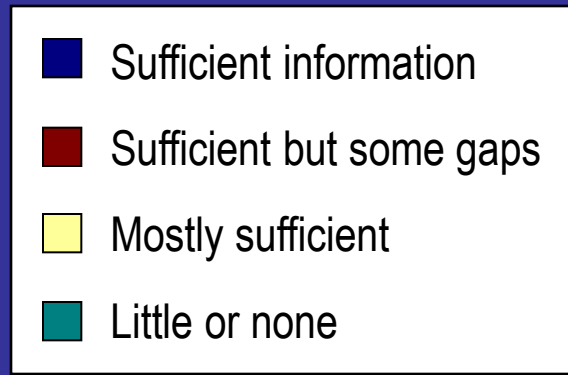 Sufficient information
Sufficient but some gaps
Mostly sufficient
Little or none